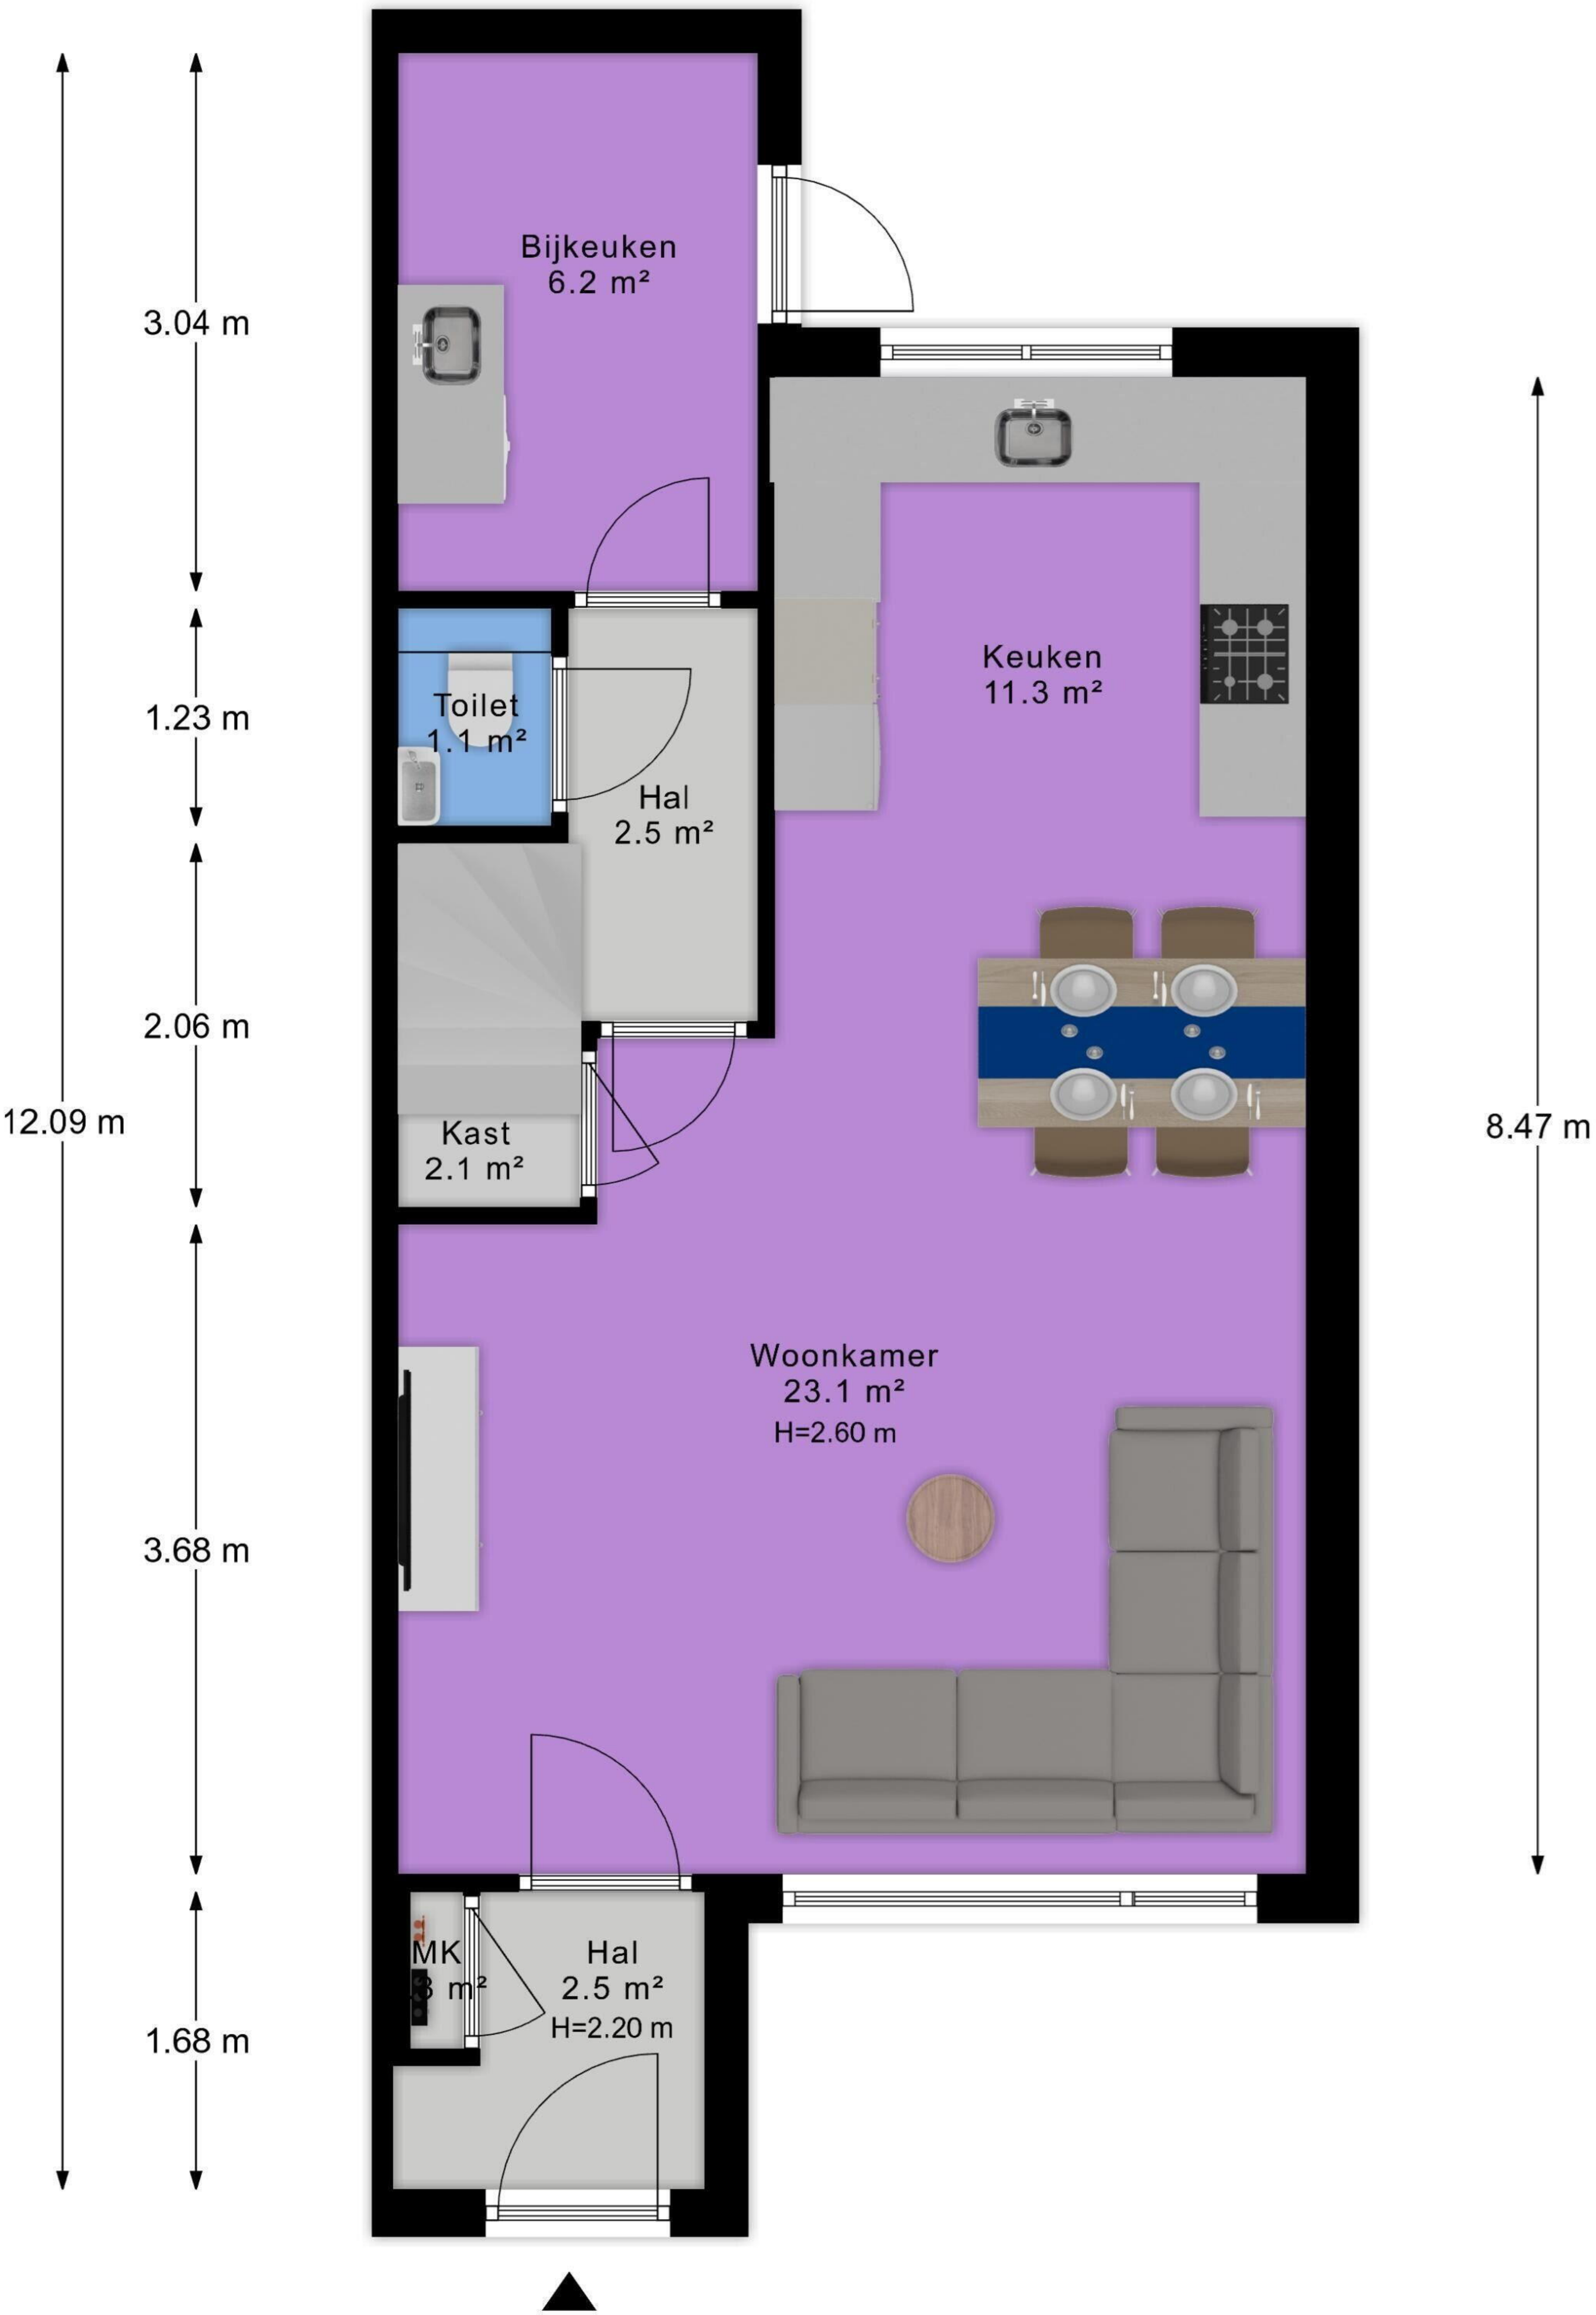 Bijkeuken
6.2 m²
3.04 m
Keuken
11.3 m²
Toilet
1.1 m²
1.23 m
Hal
2.5 m²
2.06 m
12.09 m
8.47 m
Kast
2.1 m²
Woonkamer
23.1 m²
H=2.60 m
3.68 m
MK
m²
Hal
2.5 m²
H=2.20 m
1.68 m